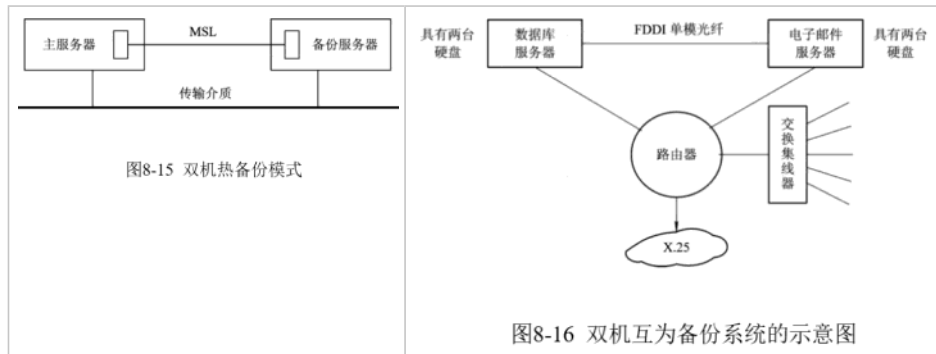 主服务器
MSL
备份服务器
传输介质
图8-15 双机热备份模式
具有两台
硬盘
数据库
服务器
FDDI 单模光纤
电子邮件
服务器
具有两台
硬盘
路由器
交换集线器
X.25
图8-16 双机互为备份系统的示意图